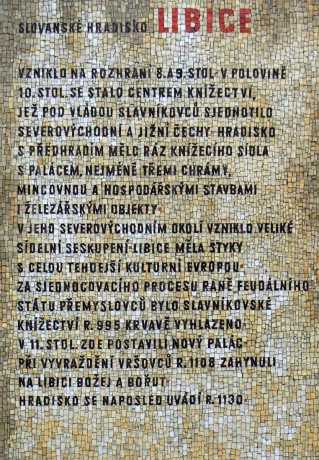 SLOVANSKÉ HRADIŠKO LIBICE
VZNIKLO NA ROZHRANÍ 8.A9.STOL· V POLOVINĚ
10.STOL.SE STALO CENTREM KNÍŽECTVÍ,
JEŽ POD VLÁDOU SLAVNÍKOVCŮ SJEDNOTILO
SEVEROVÝCHODNÍ A JIŽNÍ ČECHY· HRADISKO
S PŘEDHRADÍM MĚLO RÁZ KNÍŽECÍHO SÍDLA
S PALÁCEM, NEJMÉNĚ TŘEMI CHRÁMY,
MINCOVNOU A HOSPODÁŘSKÝMI STAVBAMI
I ŽELEZÁŘSKÝMI OBJEKTY·
V JEHO SEVEROVÝCHODNÍM OKOLÍ VZNIKLO VELIKÉ
SÍDELNÍ SESKUPENÍ·LIBICE MĚLA STYKY
S CELOU TEHDEJŠÍ KULTURNÍ EVROPOU·
ZA SJEDNOCOVACÍHO PROCESU RANĚ FEUDÁLNÍHO
STÁTU PŘEMYSLOVCŮ BYLO SLAVNÍKOVSKÉ
KNÍŽECTVÍ R.995 KRVAVĚ VYHLAZENO·
V 11.STOL.ZDE POSTAVILI NOVÝ PALÁC·
PŘI VYVRAŽDĚNÍ VRŠOVCŮ R.1108 ZAHYNULI
NA LIBICI BOŽEJ A BOŘUT·
HRADISKO SE NAPOSLED UVÁDÍ R.1130·